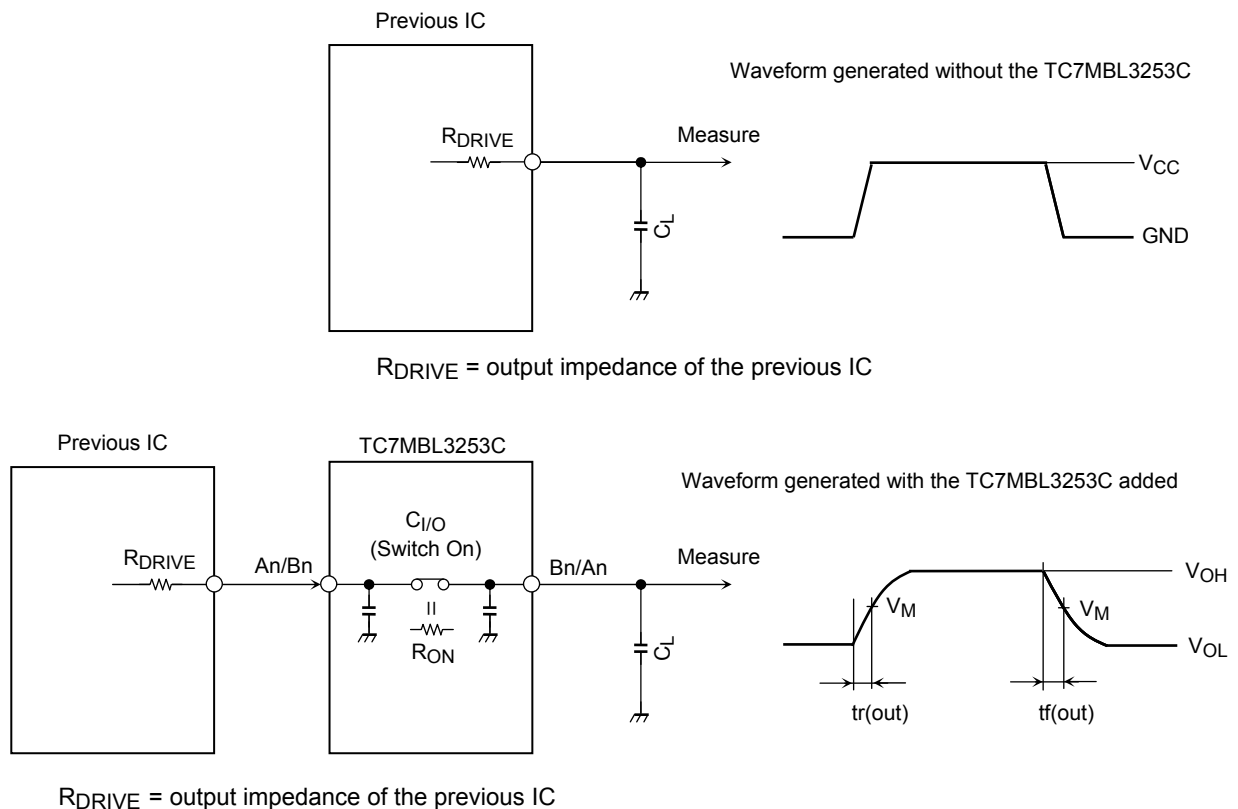 Previous IC
Waveform generated without the TC7MBL3253C
RDRIVE
Measure
VCC
CL
GND
RDRIVE = output impedance of the previous IC
Previous IC
TC7MBL3253C
Waveform generated with the TC7MBL3253C added
CI/O
(Switch On)
RDRIVE
An/Bn
Bn/An
Measure
VOH
VM
VM
RON
CL
VOL
tr(out)
tf(out)
RDRIVE = output impedance of the previous IC